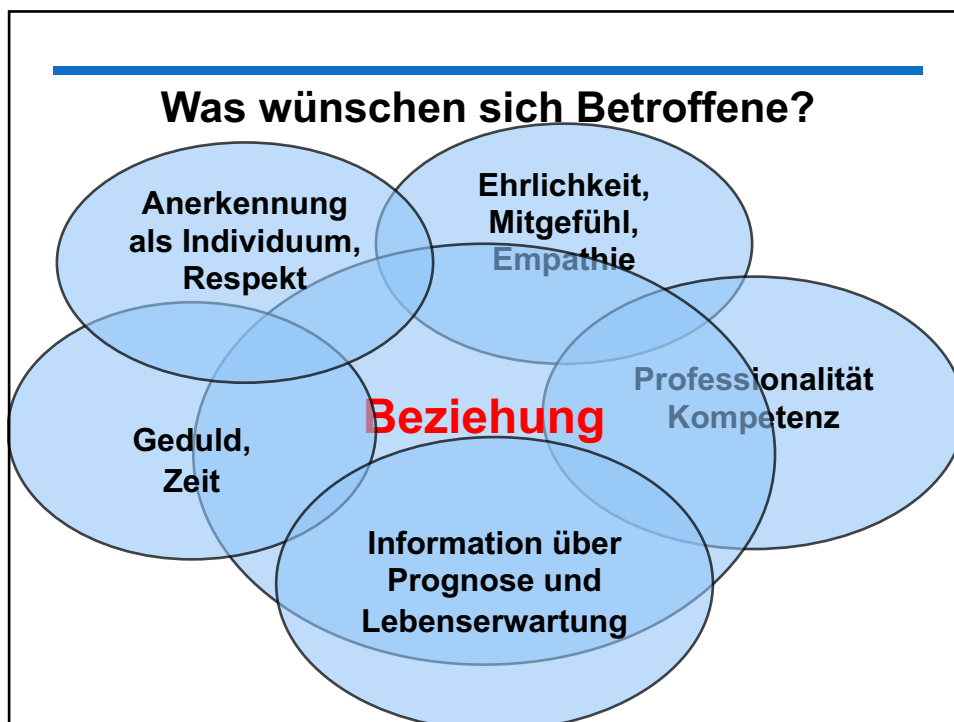 Was wünschen sich Betroffene?
Anerkennung
als Individuum,
Respekt
Ehrlichkeit,
Mitgefühl,
Empathie
Professionalität
Kompetenz
Beziehung
Geduld,
Zeit
Information über
Prognose und
Lebenserwartung